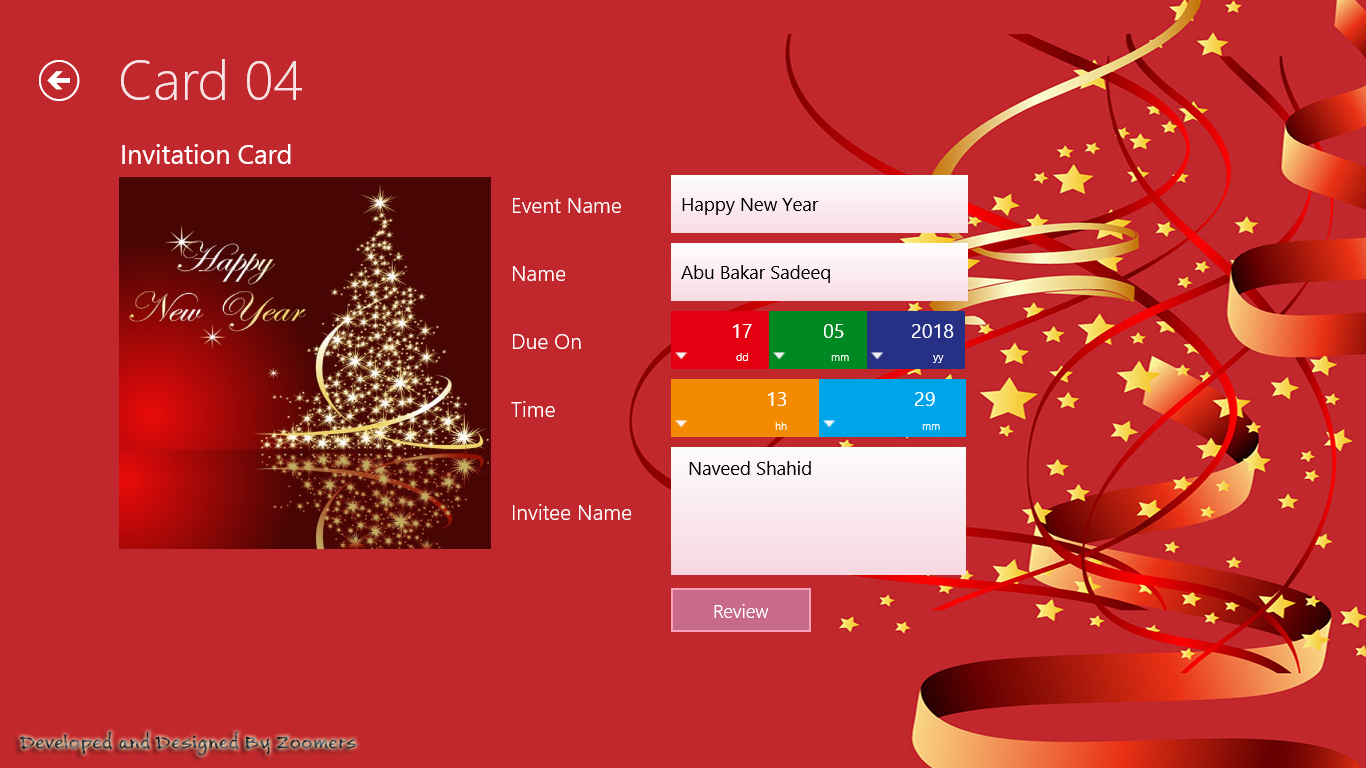 Card 04
Invitation Card
Happy
New Year
Event Name
Happy New Year
Name
Abu Bakar Sadeeq
Due On
17 05 2018
dd mm yy
Time
13 29
hh mm
Invitee Name
Naveed Shahid
Review
Developed and Designed By Zoomers